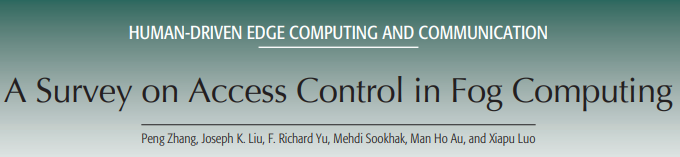 HUMAN-DRIVEN EDGE COMPUTING AND COMMUNICATION
A Survey on Access Control in Fog Computing
Peng Zhang, Joseph K. Liu, F. Richard Yu, Mehdi Sookhak, Man Ho Au, and Xiapu Luo